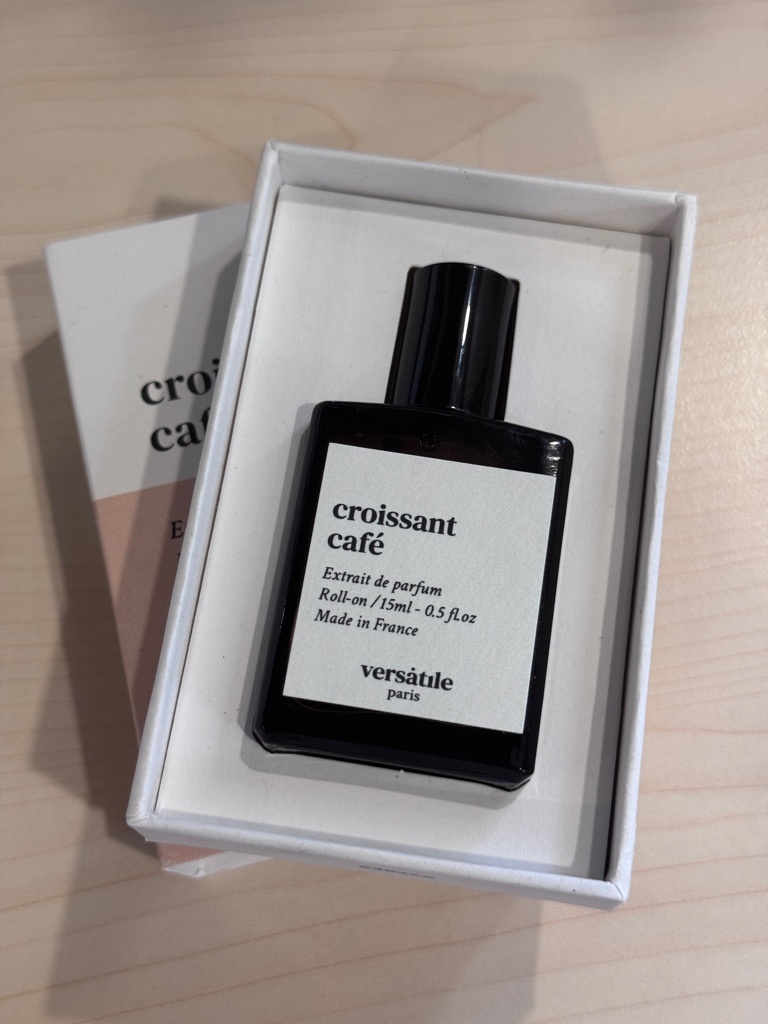 croissant
café
Extrait de parfum
Roll-on / 15ml - 0.5 fl.oz
Made in France
versatile
paris